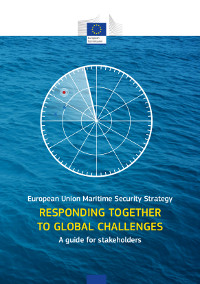 European Union Maritime Security Strategy
RESPONDING TOGETHER
TO GLOBAL CHALLENGES
A guide for stakeholders